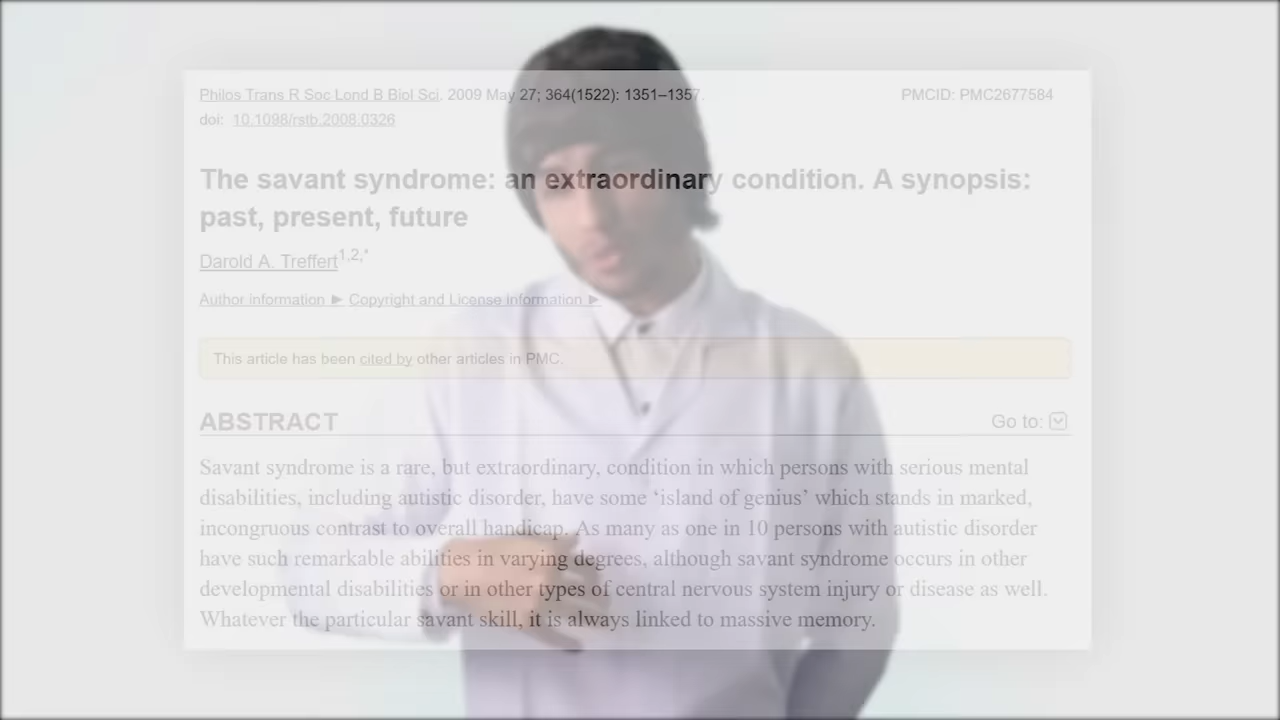 Philos Trans R Soc Lond B Biol Sci. 2009 May 27; 364(1522): 1351–1357. PMCID: PMC2677584
doi: 10.1098/rstb.2008.0326
The savant syndrome: an extraordinary condition. A synopsis:
past, present, future
Darold A. Treffert1,2,*
Author information ► Copyright and License information ►
This article has been cited by other articles in PMC.
ABSTRACT Go to:
Savant syndrome is a rare, but extraordinary, condition in which persons with serious mental
disabilities, including autistic disorder, have some ‘island of genius’ which stands in marked,
incongruous contrast to overall handicap. As many as one in 10 persons with autistic disorder
have such remarkable abilities in varying degrees, although savant syndrome occurs in other
developmental disabilities or in other types of central nervous system injury or disease as well.
Whatever the particular savant skill, it is always linked to massive memory.